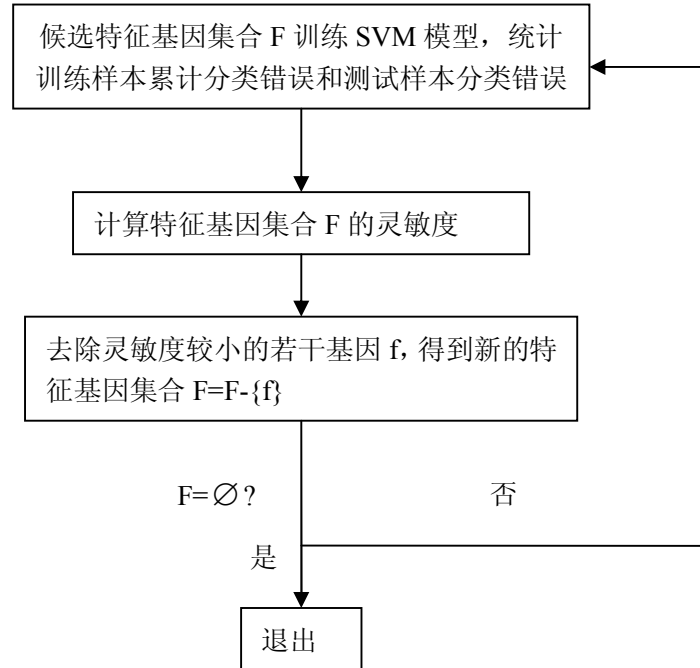 候选特征基因集合 F 训练 SVM 模型，统计
训练样本累计分类错误和测试样本分类错误
计算特征基因集合 F 的灵敏度
去除灵敏度较小的若干基因 f，得到新的特
征基因集合 F=F-{f}
F=∅?
否
是
退出